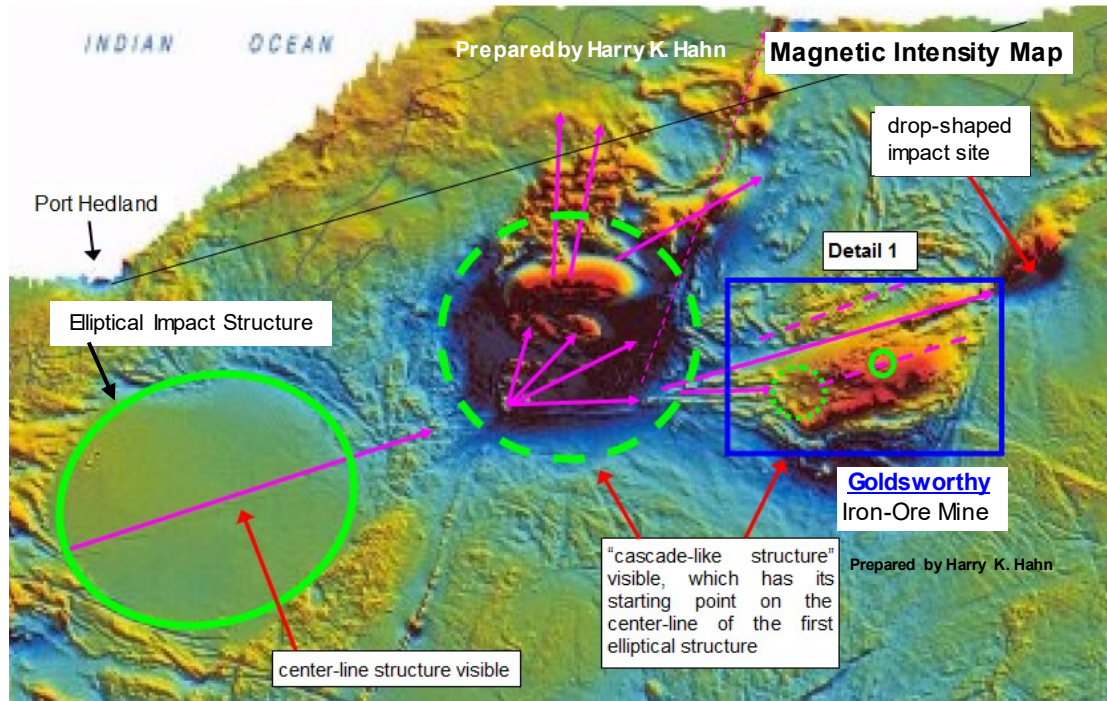 INDIAN OCEAN
Prepared by Harry K. Hahn
Magnetic Intensity Map
drop-shaped
impact site
Port Hedland
Detail 1
Elliptical Impact Structure
Goldsworthy
Iron-Ore Mine
"cascade-like structure"
visible, which has its
starting point on the
center-line of the first
elliptical structure
Prepared by Harry K. Hahn
center-line structure visible